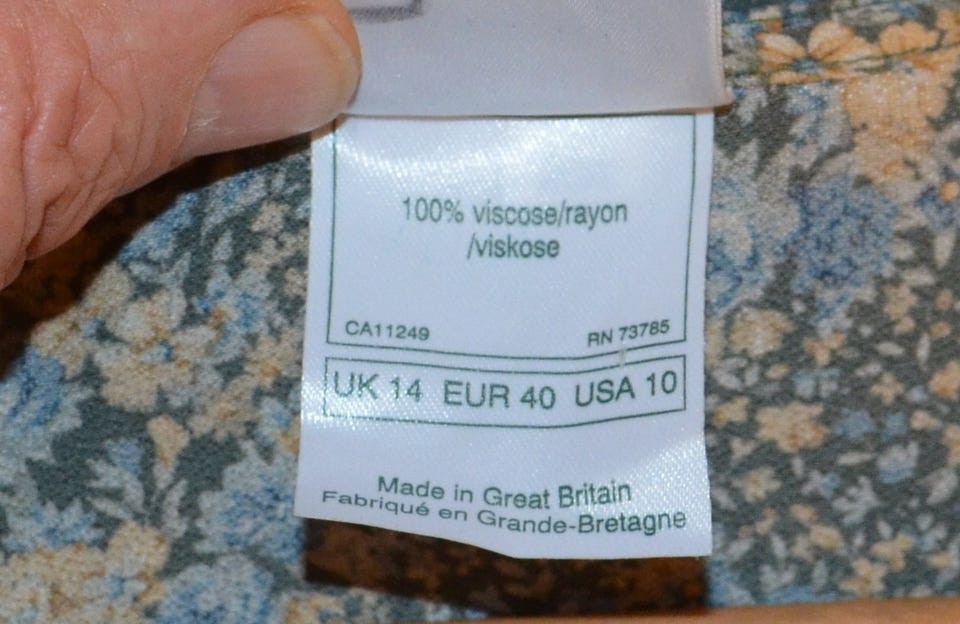 100% viscose/rayon
/viskose
CA11249 RN 73785
UK 14 EUR 40 USA 10
Made in Great Britain
Fabriqué en Grande-Bretagne